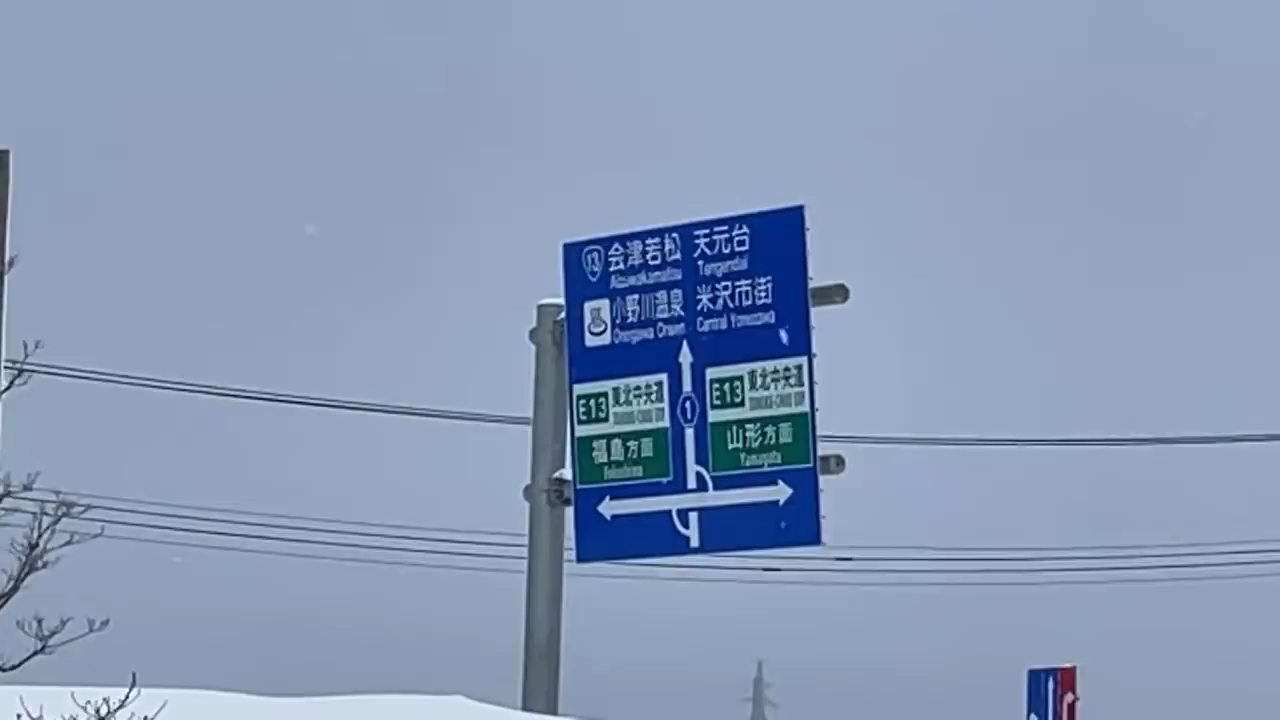 13 会津若松 天元台
Aizuwakamatsu Tengendai
小野川温泉 米沢市街
Onogawa Onsen Central Yonezawa
E13 東北中央道
TOHOKU-CHUO EXPWY
福島方面
Fukushima
1
E13 東北中央道
TOHOKU-CHUO EXPWY
山形方面
Yamagata